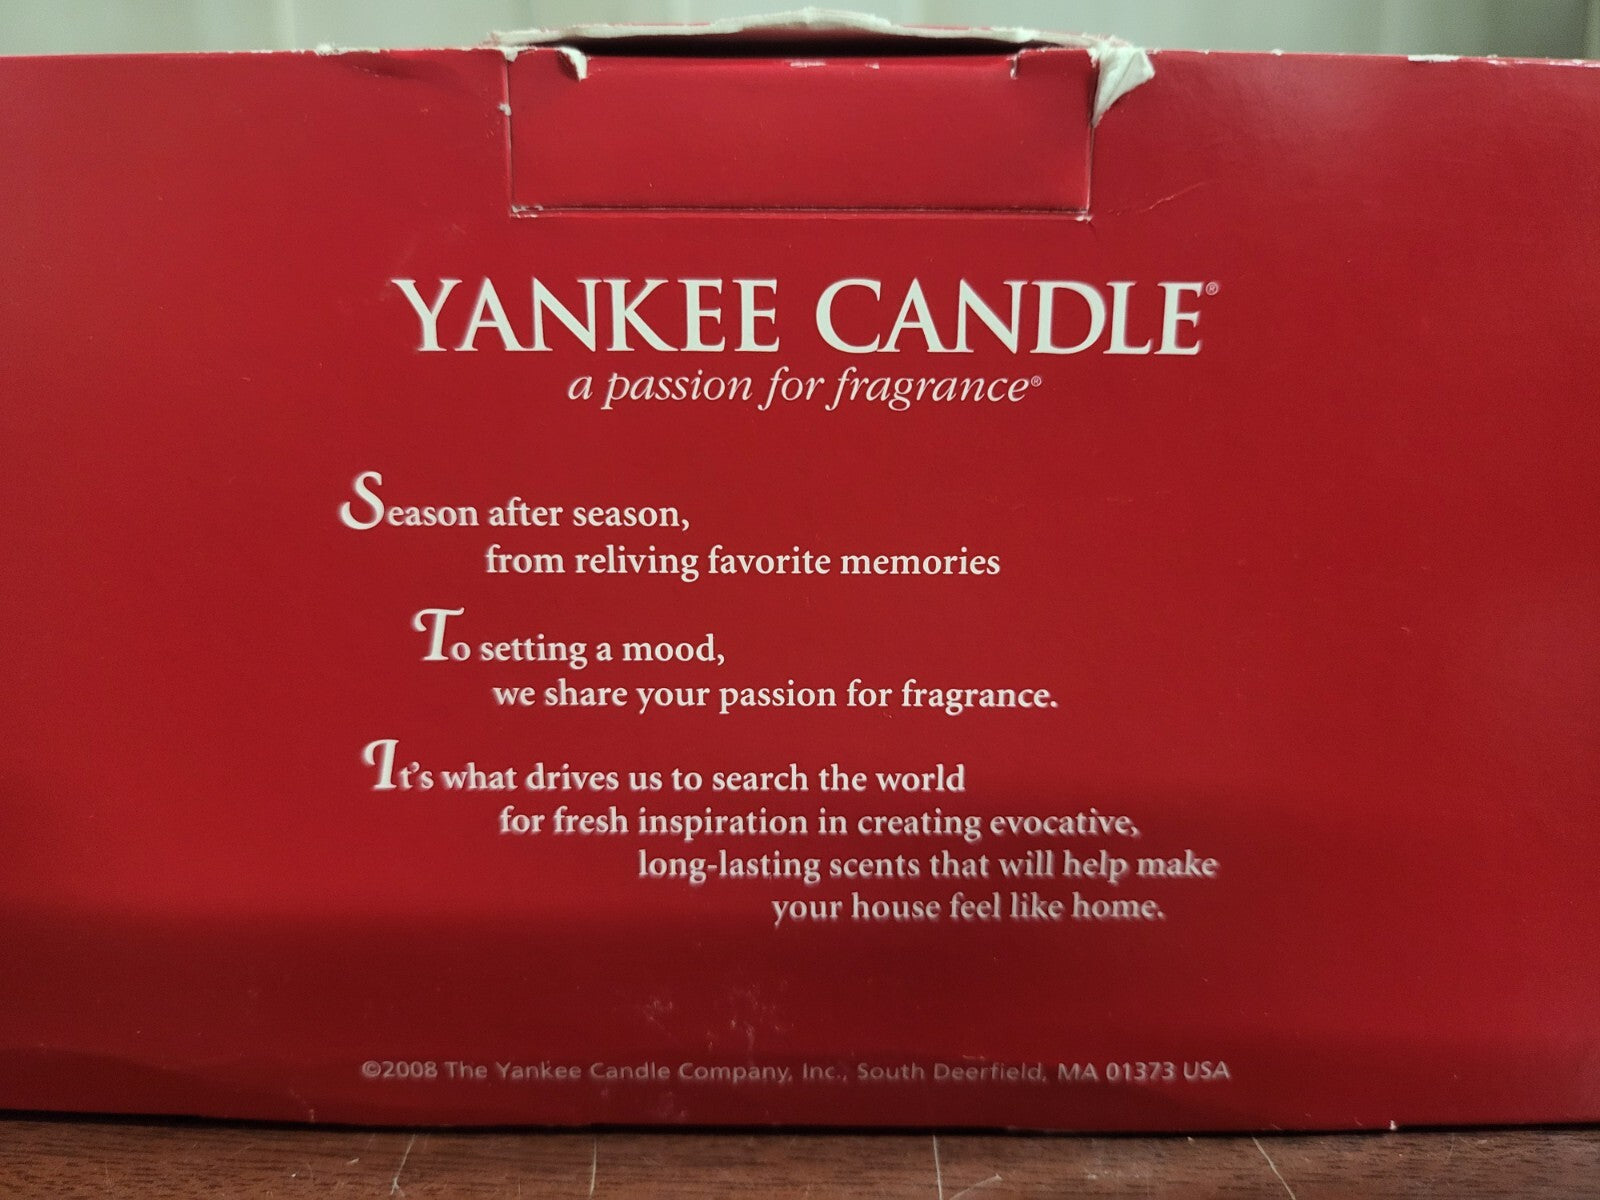 YANKEE CANDLE®
a passion for fragrance®
Season after season,
from reliving favorite memories
To setting a mood,
we share your passion for fragrance.
It's what drives us to search the world
for fresh inspiration in creating evocative,
long-lasting scents that will help make
your house feel like home.
©2008 The Yankee Candle Company, Inc., South Deerfield, MA 01373 USA